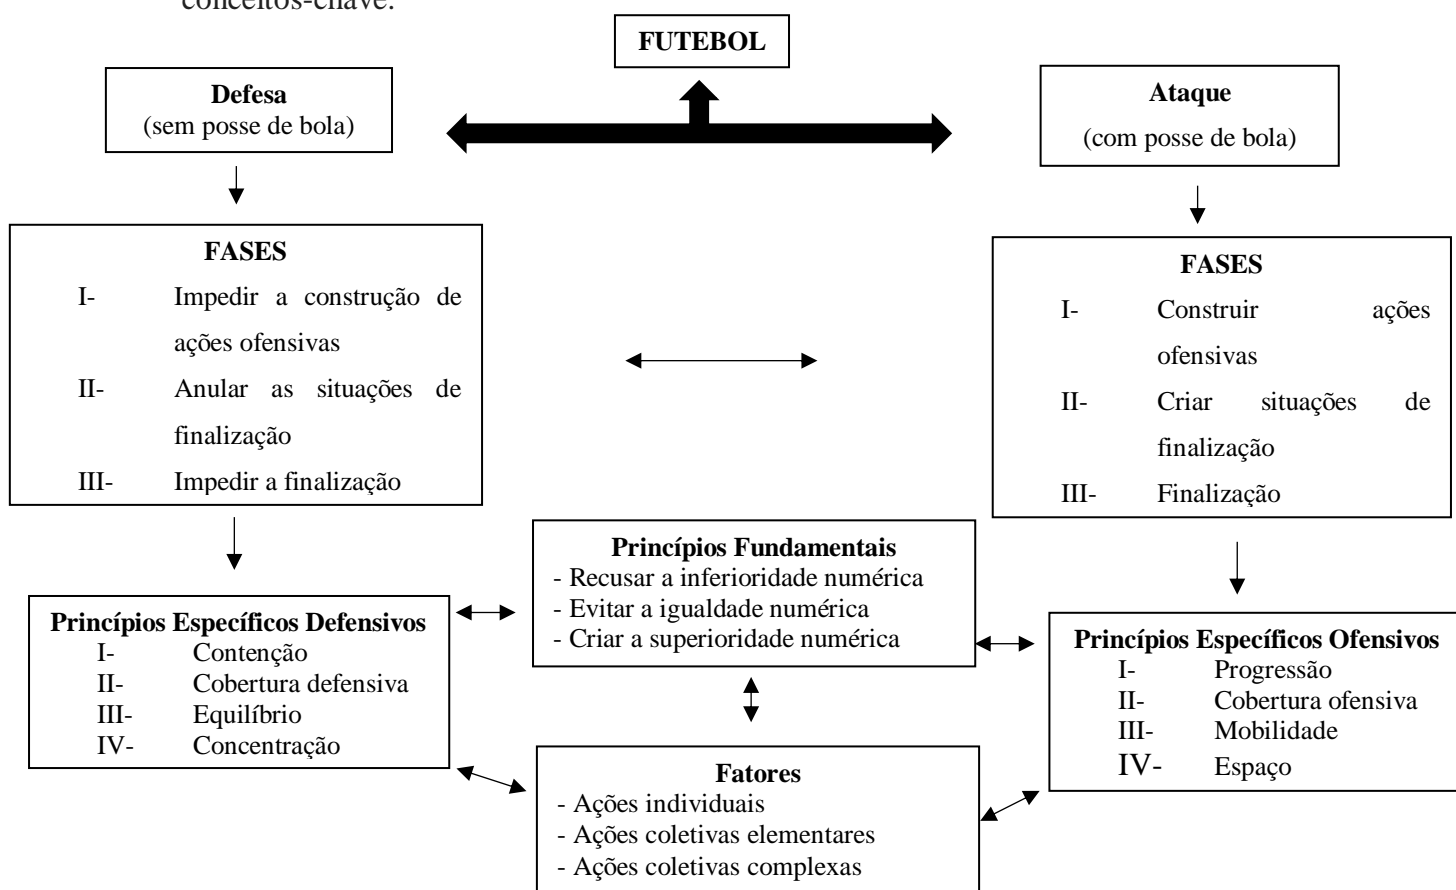 conceitos-chave.
FUTEBOL
Defesa
(sem posse de bola)
Ataque
(com posse de bola)
FASES
I- Impedir a construção de
ações ofensivas
II- Anular as situações de
finalização
III- Impedir a finalização
FASES
I- Construir ações
ofensivas
II- Criar situações de
finalização
III- Finalização
Princípios Fundamentais
- Recusar a inferioridade numérica
- Evitar a igualdade numérica
- Criar a superioridade numérica
Princípios Específicos Defensivos
I- Contenção
II- Cobertura defensiva
III- Equilíbrio
IV- Concentração
Princípios Específicos Ofensivos
I- Progressão
II- Cobertura ofensiva
III- Mobilidade
IV- Espaço
Fatores
- Ações individuais
- Ações coletivas elementares
- Ações coletivas complexas